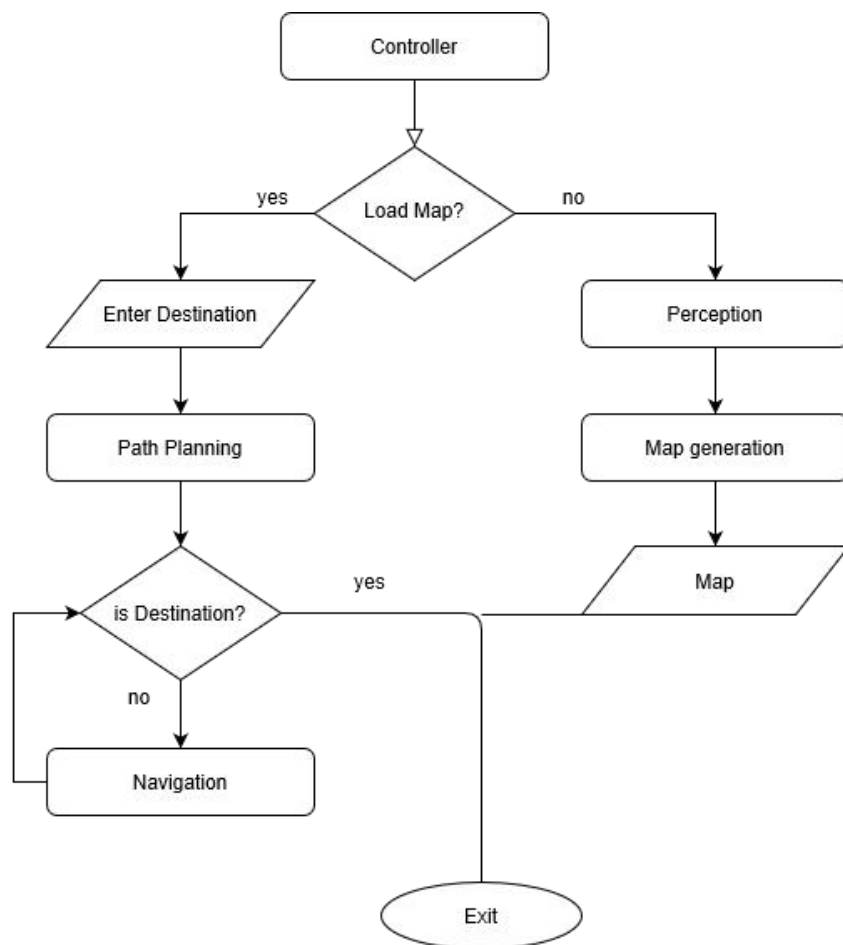 Controller
Load Map?
yes
no
Enter Destination
Perception
Path Planning
Map generation
is Destination?
yes
Map
no
Navigation
Exit